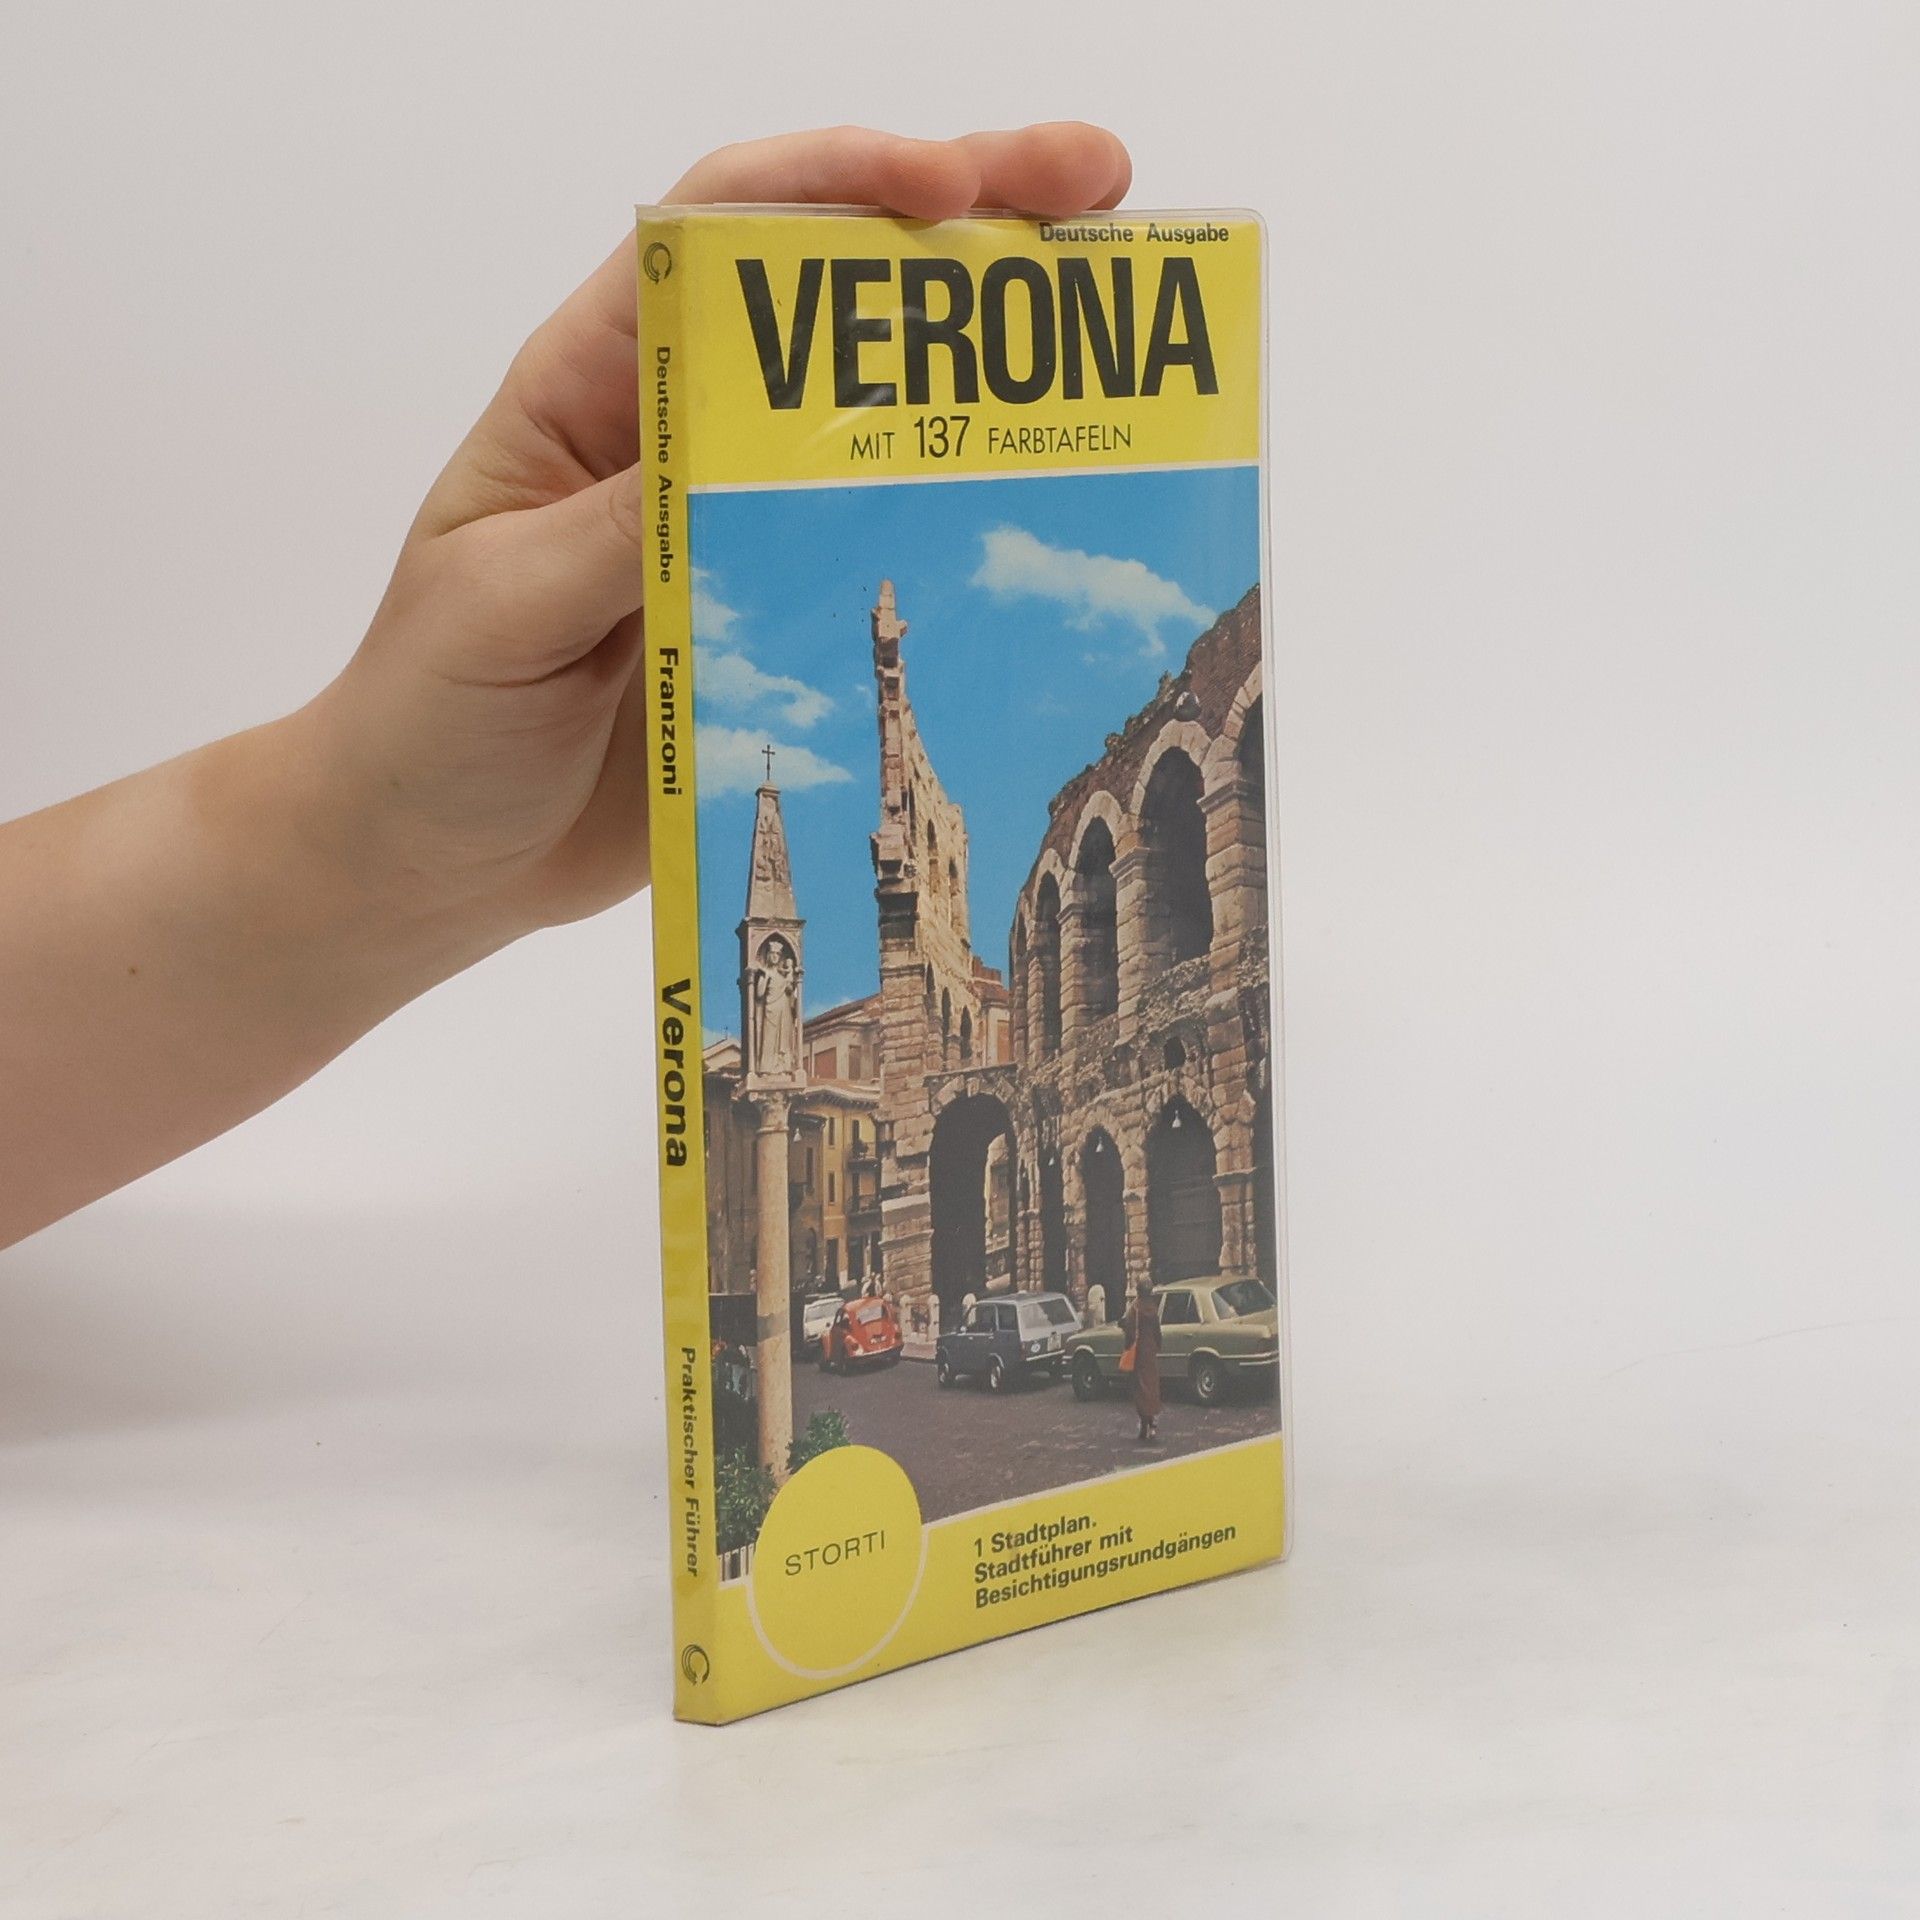 Deutsche Ausgabe
VERONA
MIT 137 FARBTAFELN
STORTI
1 Stadtplan.
Stadtführer mit
Besichtigungsrundgängen
Deutsche Ausgabe Franzoni Verona Praktischer Führer